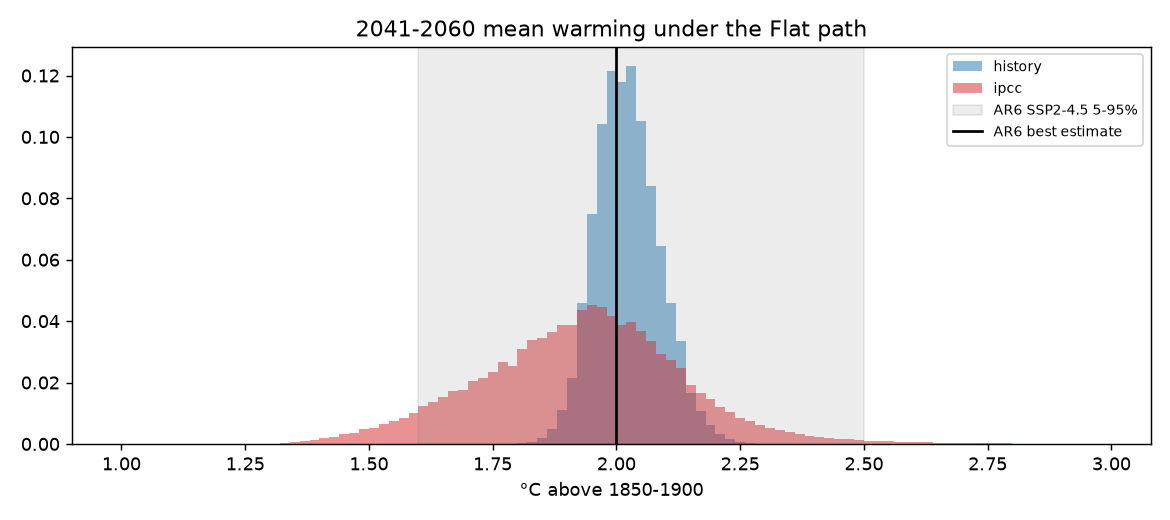 2041-2060 mean warming under the Flat path
0.12
0.10
0.08
0.06
0.04
0.02
0.00
history
ipcc
AR6 SSP2-4.5 5-95%
AR6 best estimate
1.00 1.25 1.50 1.75 2.00 2.25 2.50 2.75 3.00
°C above 1850-1900